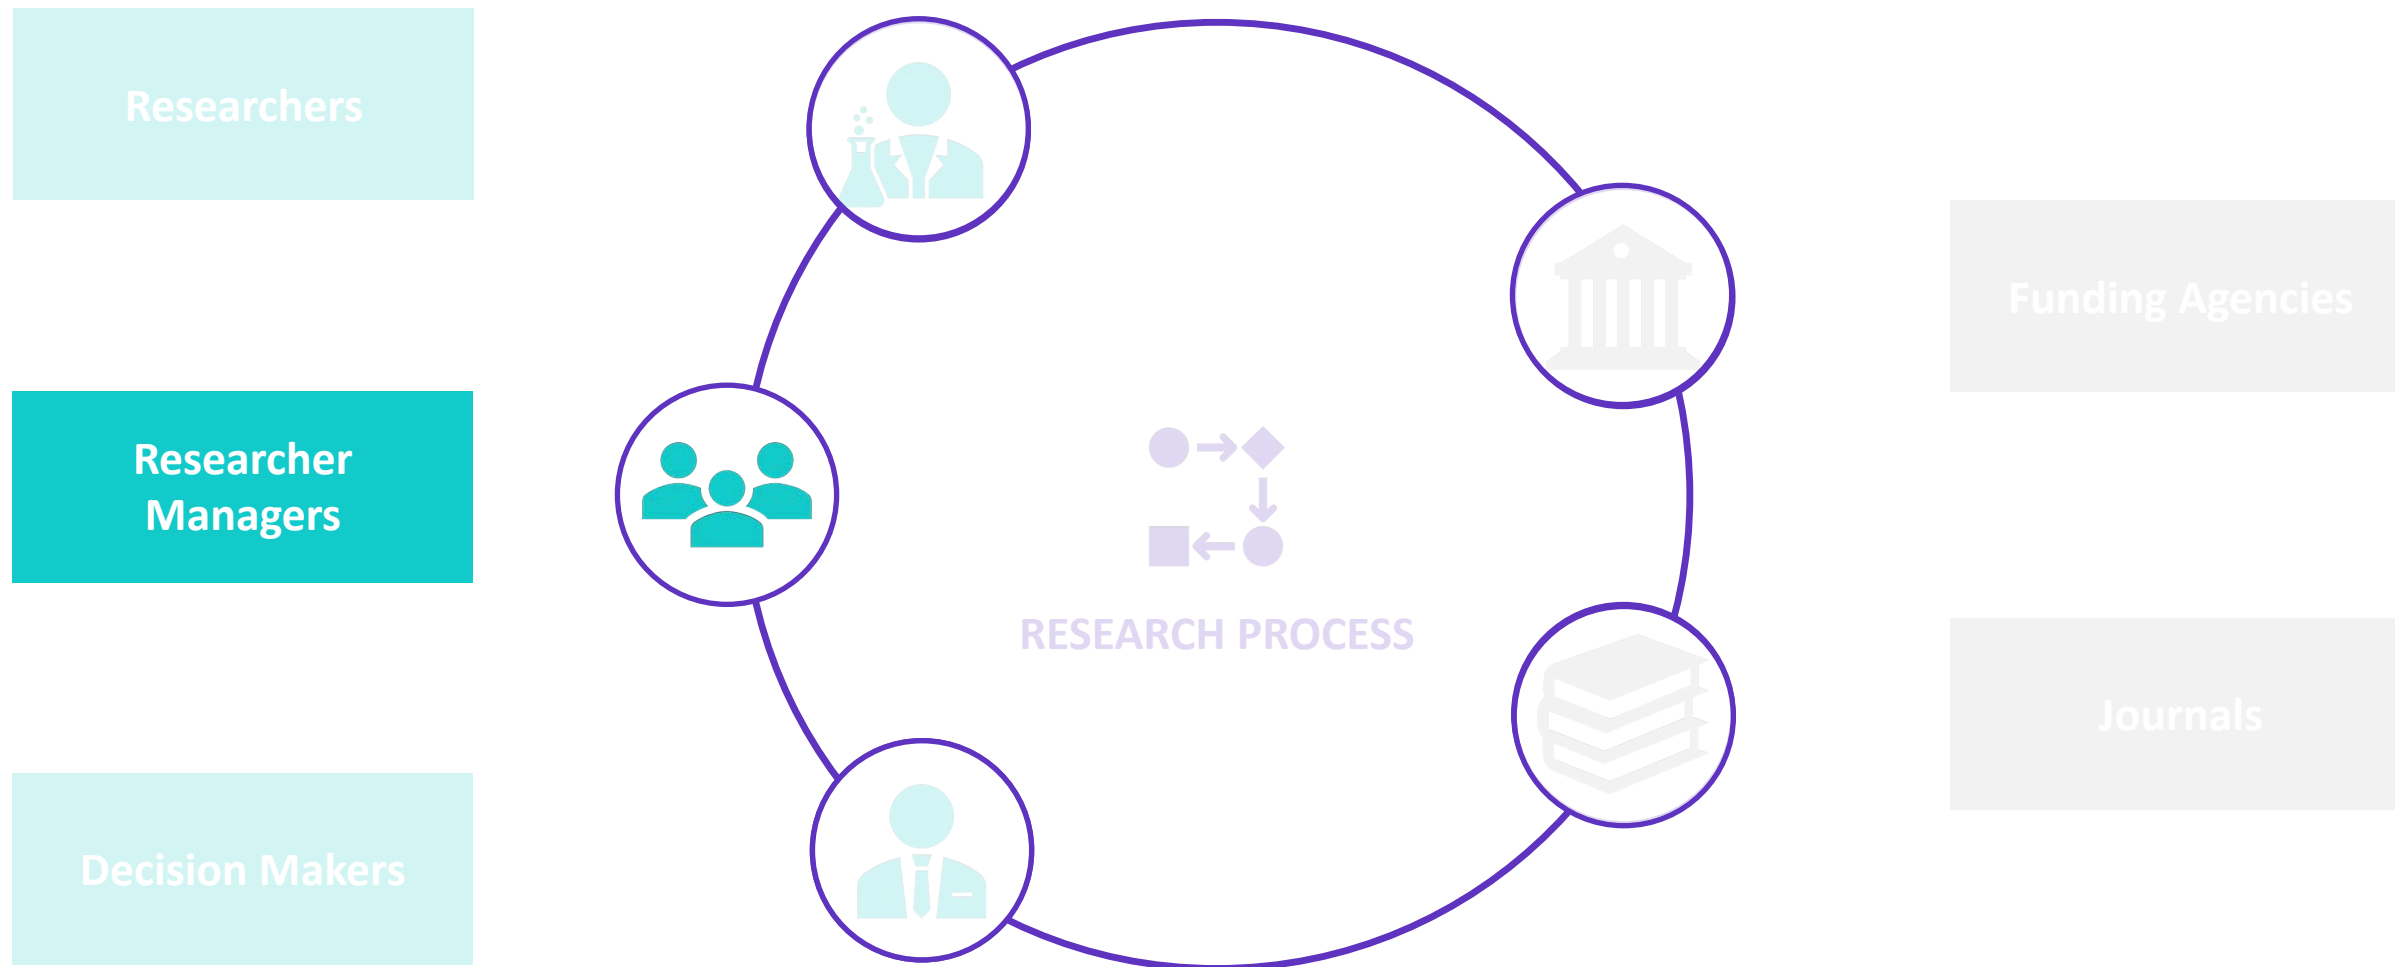 Researchers
Funding Agencies
Researcher
Managers
RESEARCH PROCESS
Journals
Decision Makers